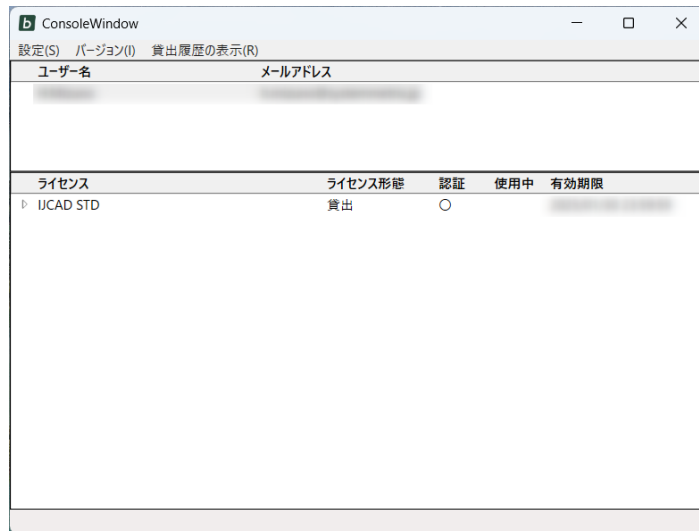 ConsoleWindow
設定(S) バージョン(I) 貸出履歴の表示(R)
ユーザー名 メールアドレス
ライセンス ライセンス形態 認証 使用中 有効期限
IJCAD STD 貸出 〇